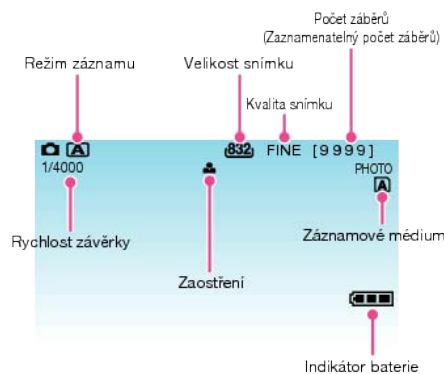 Počet záběrů
(Zaznamenatelný počet záběrů)
Režim záznamu
Velikost snímku
Kvalita snímku
A
832
FINE [9999]
1/4000
PHOTO
A
Rychlost závěrky
Záznamové médium
Zaostření
Indikátor baterie